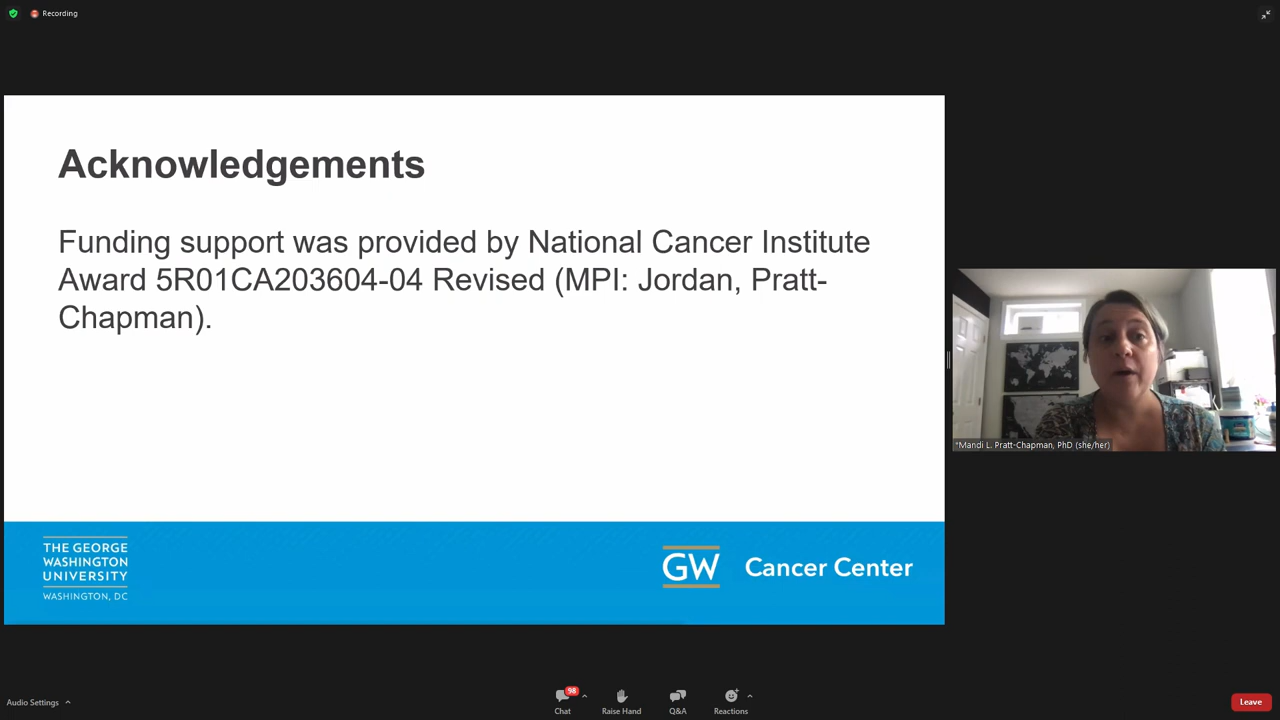 Recording
Acknowledgements
Funding support was provided by National Cancer Institute
Award 5R01CA203604-04 Revised (MPI: Jordan, Pratt-
Chapman).
*Mandi L. Pratt-Chapman, PhD (she/her)
THE GEORGE
WASHINGTON
UNIVERSITY
WASHINGTON, DC
GW Cancer Center
Audio Settings
98
Chat
Raise Hand
Q&A
Reactions
Leave